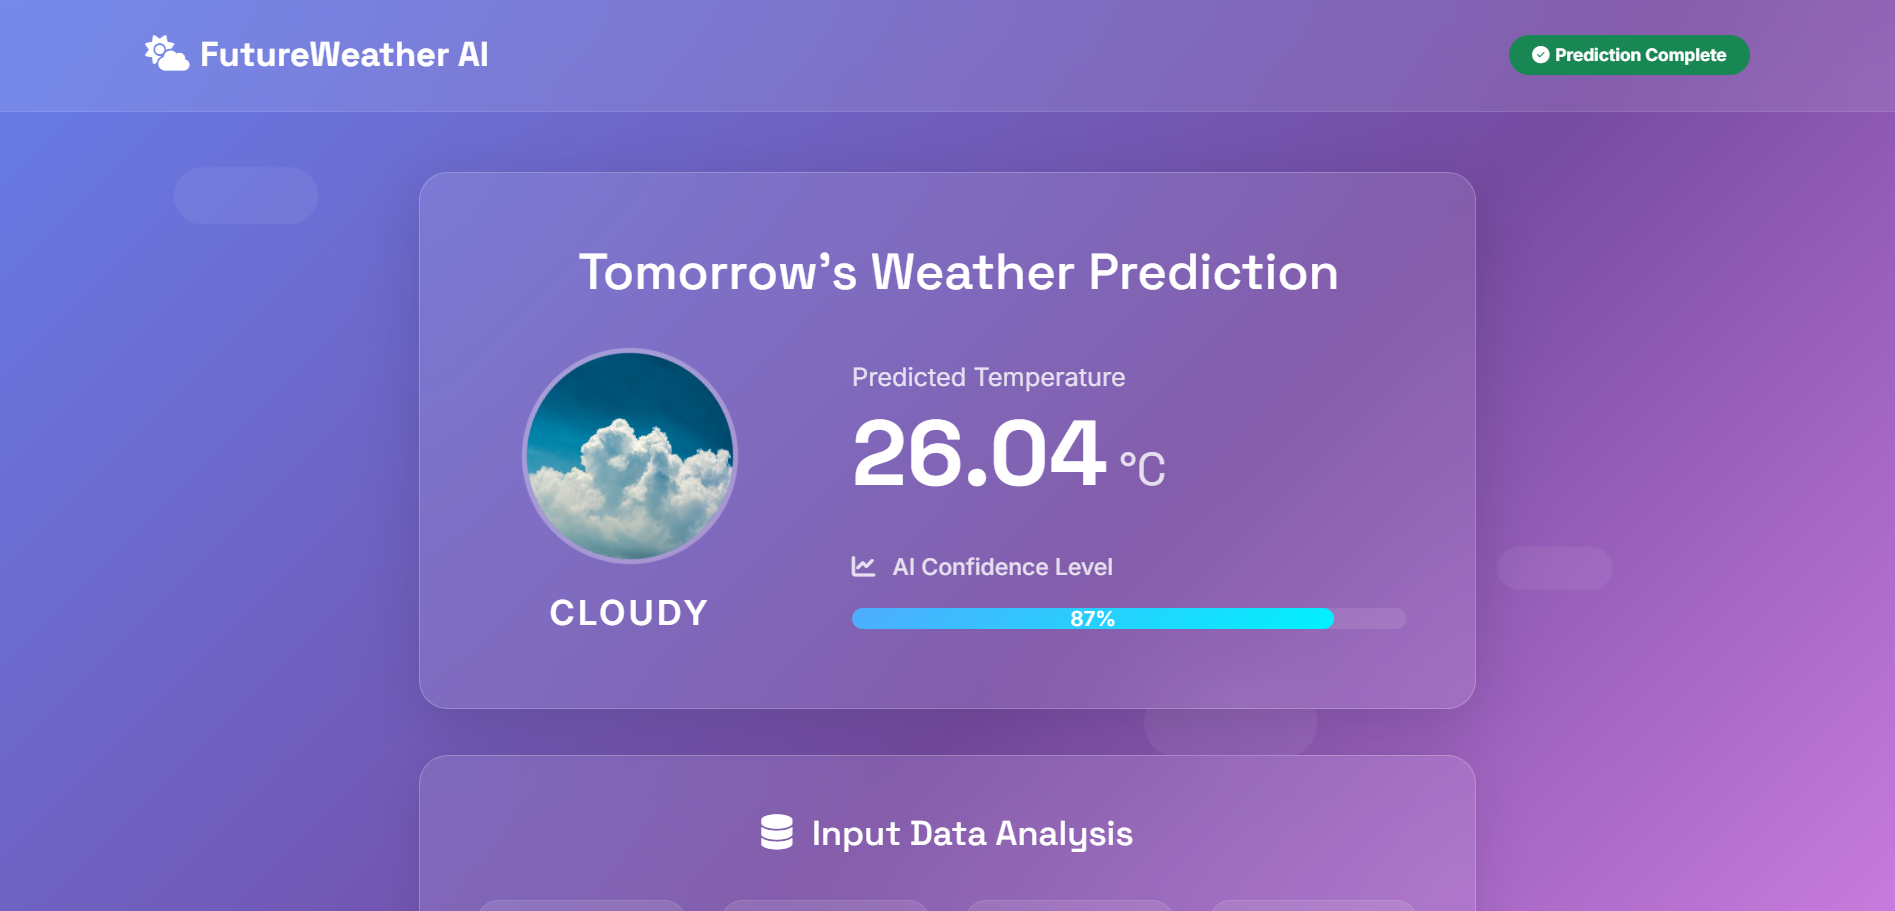 FutureWeather AI
Prediction Complete
Tomorrow's Weather Prediction
Predicted Temperature
26.04 °C
AI Confidence Level
87%
CLOUDY
Input Data Analysis